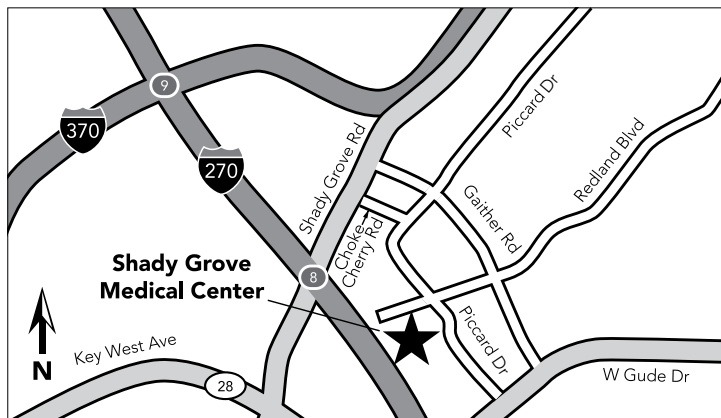 9
370
270
Shady Grove Rd
Piccard Dr
Redland Blvd
Gaither Rd
Choke
Cherry Rd
Shady Grove
Medical Center
8
Piccard Dr
N
Key West Ave
28
W Gude Dr